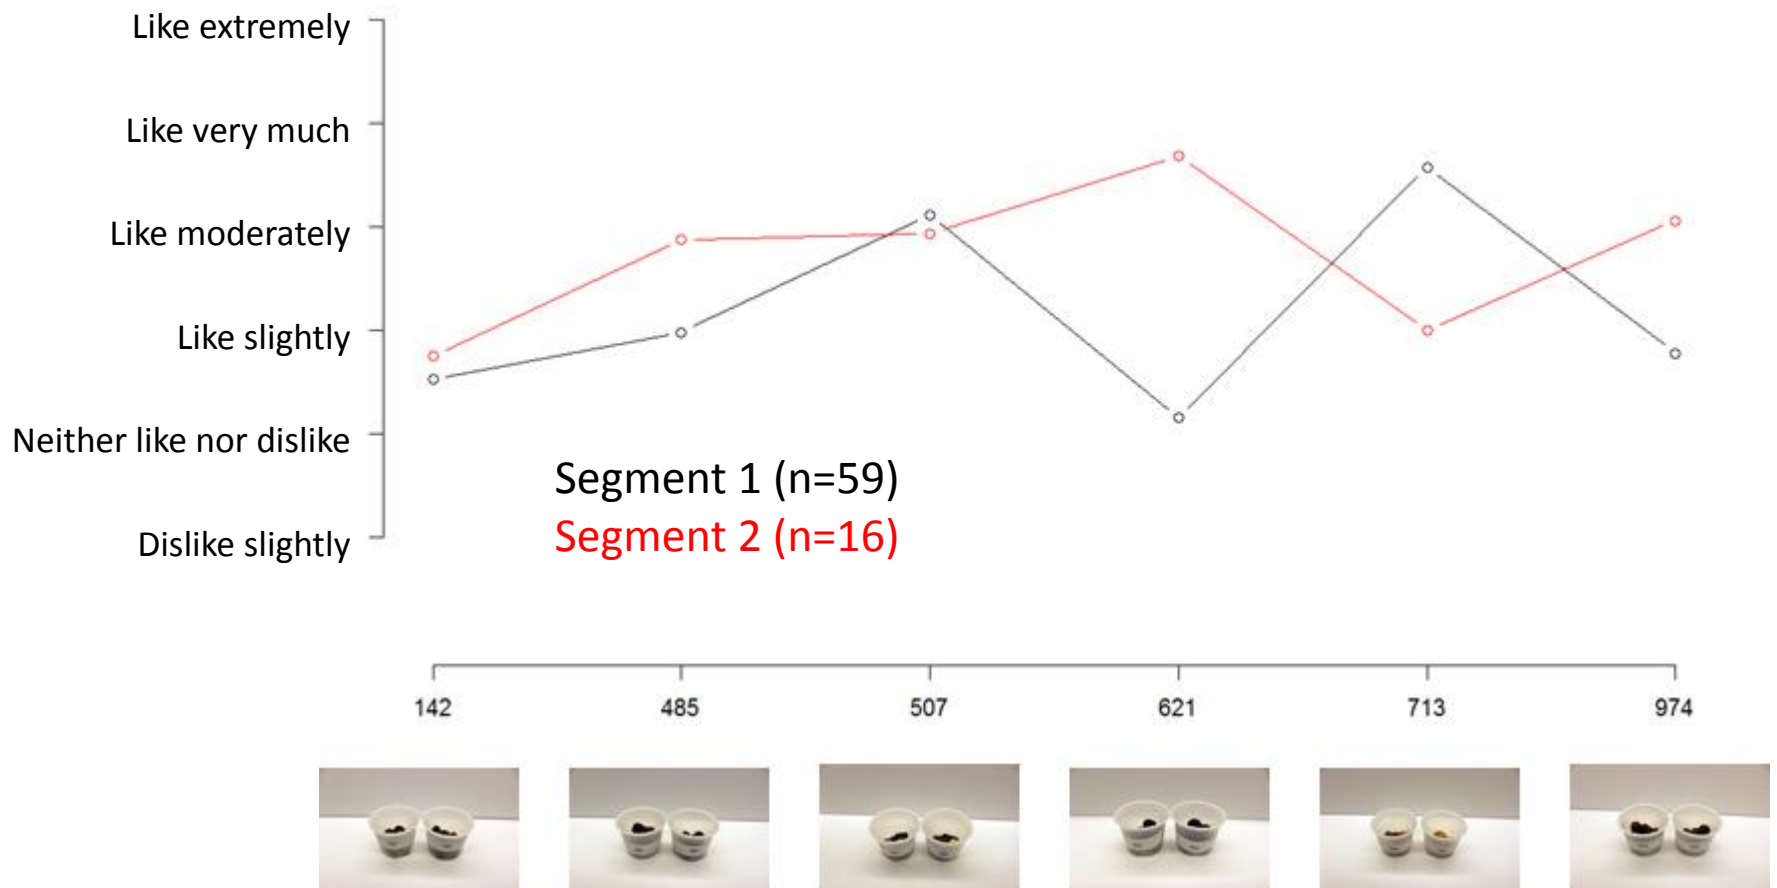 Like extremely
Like very much
Like moderately
Like slightly
Neither like nor dislike
Dislike slightly
Segment 1 (n=59)
Segment 2 (n=16)
142 485 507 621 713 974